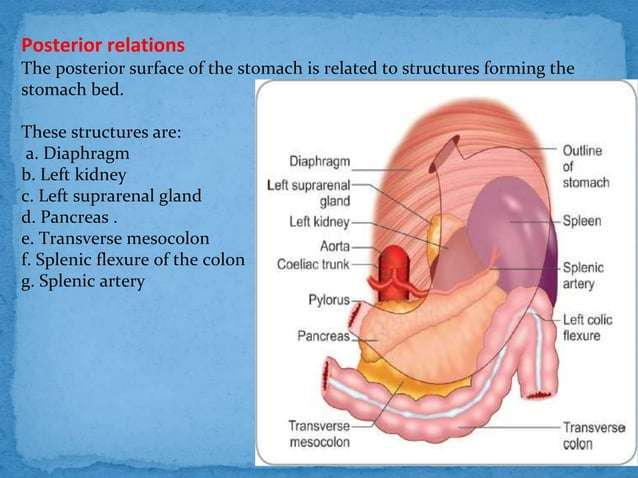 Posterior relations
The posterior surface of the stomach is related to structures forming the
stomach bed.
These structures are:
a. Diaphragm
b. Left kidney
c. Left suprarenal gland
d. Pancreas .
e. Transverse mesocolon
f. Splenic flexure of the colon
g. Splenic artery
Diaphragm
Left suprarenal
gland
Left kidney
Aorta
Coeliac trunk
Pylorus
Pancreas
Transverse
mesocolon
Outline
of
stomach
Spleen
Splenic
artery
Left colic
flexure
Transverse
colon